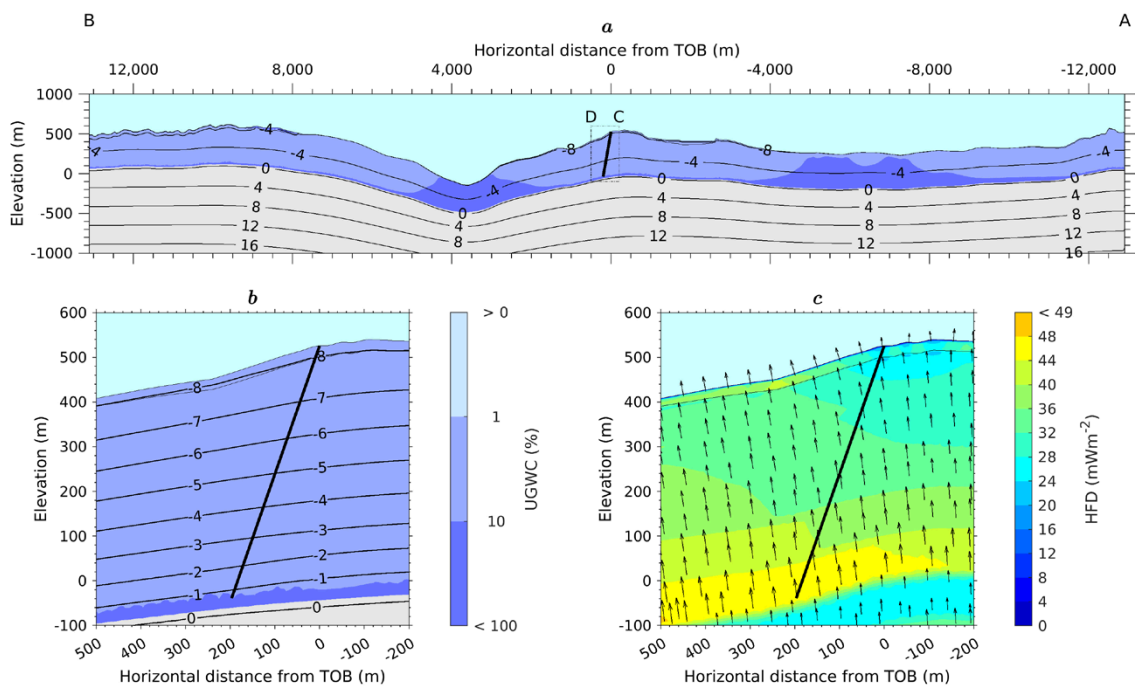 B a A
Horizontal distance from TOB (m)
12,000 8,000 4,000 0 -4,000 -8,000 -12,000
1000
500
0
-500
-1000
Elevation (m)
D C
-4 -4 -4 0 4 8 12 16
-4 0 4 8
-8 -4 0 4 8 12
-8 -4 0 4 8 12
-4 0 4 8 12 16
b
600
500
400
300
200
100
0
-100
Elevation (m)
-8 -8
-7 -7
-6 -6
-5 -5
-4 -4
-3 -3
-2 -2
-1 -1
0 0
500 400 300 200 100 0 -100 -200
Horizontal distance from TOB (m)
> 0
1
10
< 100
UGWC (%)
c
600
500
400
300
200
100
0
-100
Elevation (m)
500 400 300 200 100 0 -100 -200
Horizontal distance from TOB (m)
< 49
48
44
40
36
32
28
24
20
16
12
8
4
0
HFD (mWm⁻²)